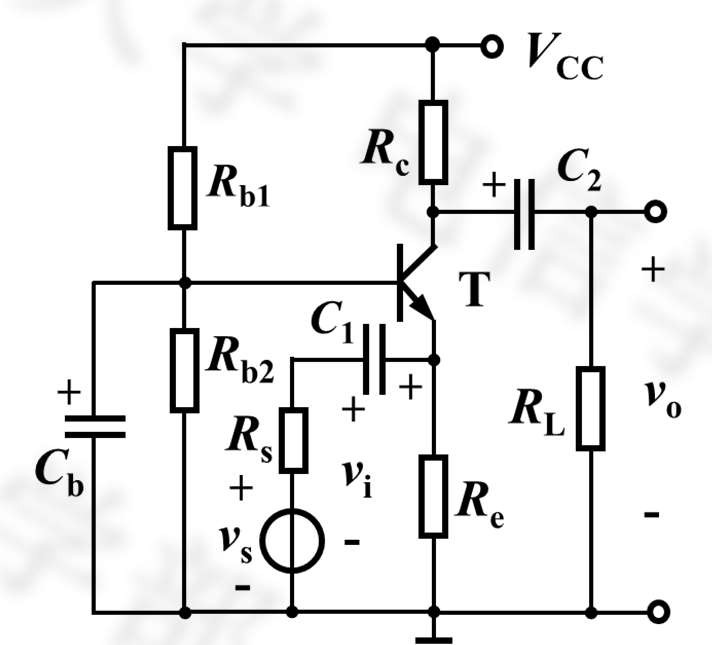 V_CC
R_c
C_2
+
R_b1
+
T
C_1
R_b2
+
+
R_L
v_o
+
R_s
v_i
C_b
+
R_e
v_s
-
-
-